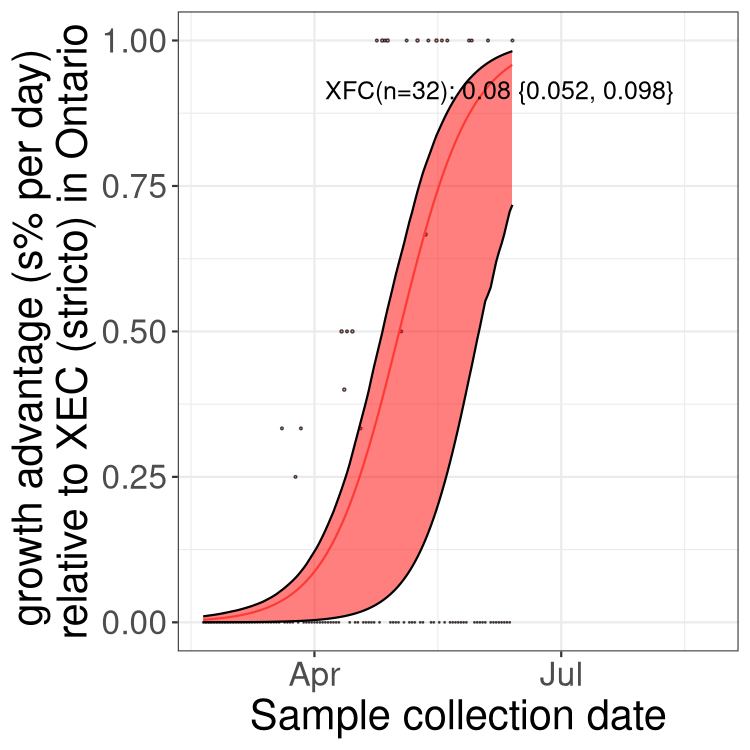 growth advantage (s% per day)
relative to XEC (stricto) in Ontario
1.00
0.75
0.50
0.25
0.00
XFC(n=32): 0.08 {0.052, 0.098}
Apr
Jul
Sample collection date